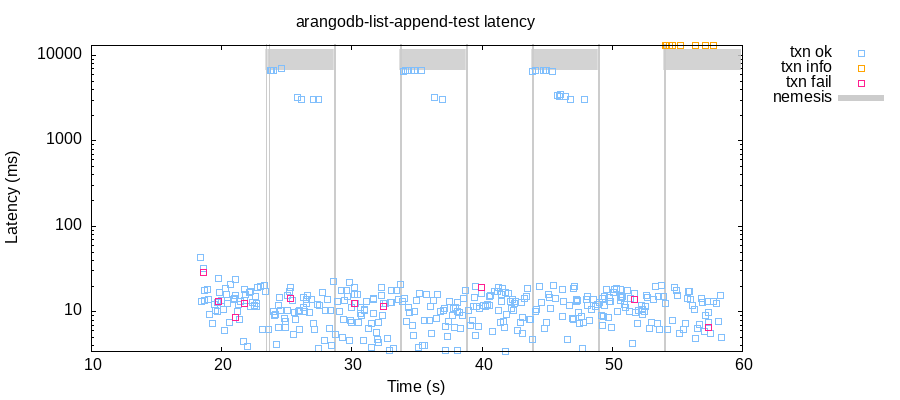 arangodb-list-append-test latency
10000
1000
100
10
Latency (ms)
10 20 30 40 50 60
Time (s)
txn ok
txn info
txn fail
nemesis